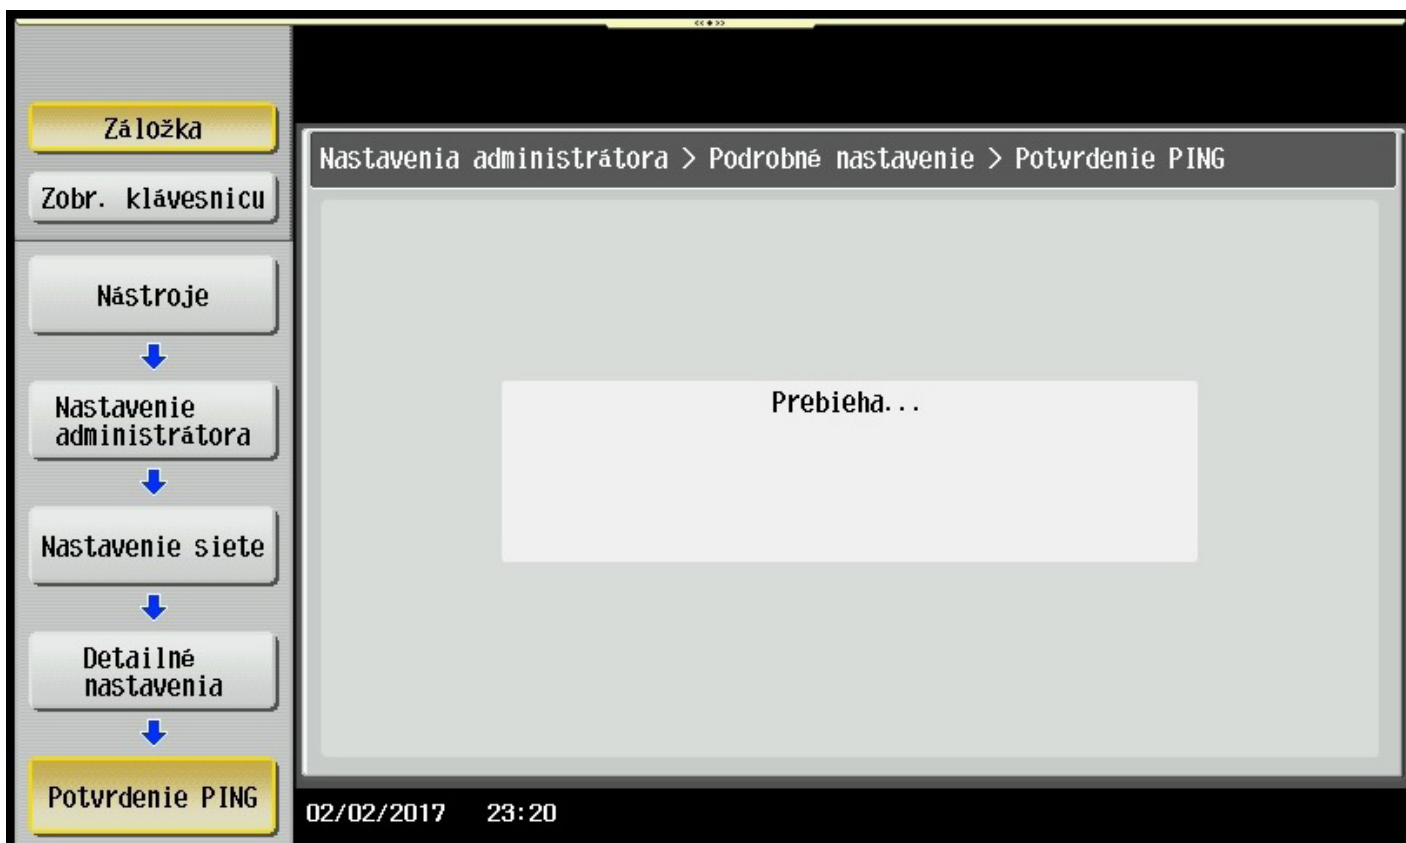 Záložka
Zobr. klávesnicu
Nástroje
Nastavenie
administrátora
Nastavenie siete
Detailné
nastavenia
Potvrdenie PING
Nastavenia administrátora > Podrobné nastavenie > Potvrdenie PING
Prebieha...
02/02/2017 23:20